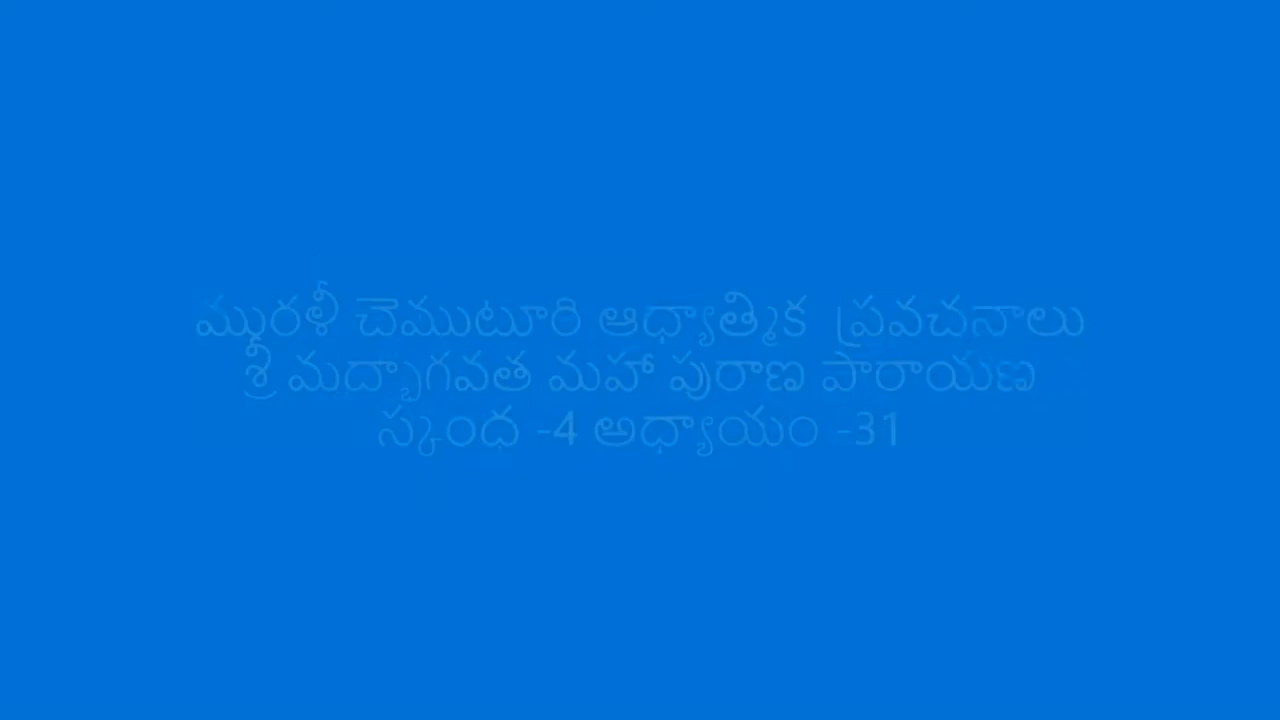 మురళీ చెముటూరి ఆధ్యాత్మిక ప్రవచనాలు
శ్రీ మద్భాగవత మహా పురాణ పారాయణ
స్కంధ -4 అధ్యాయం -31